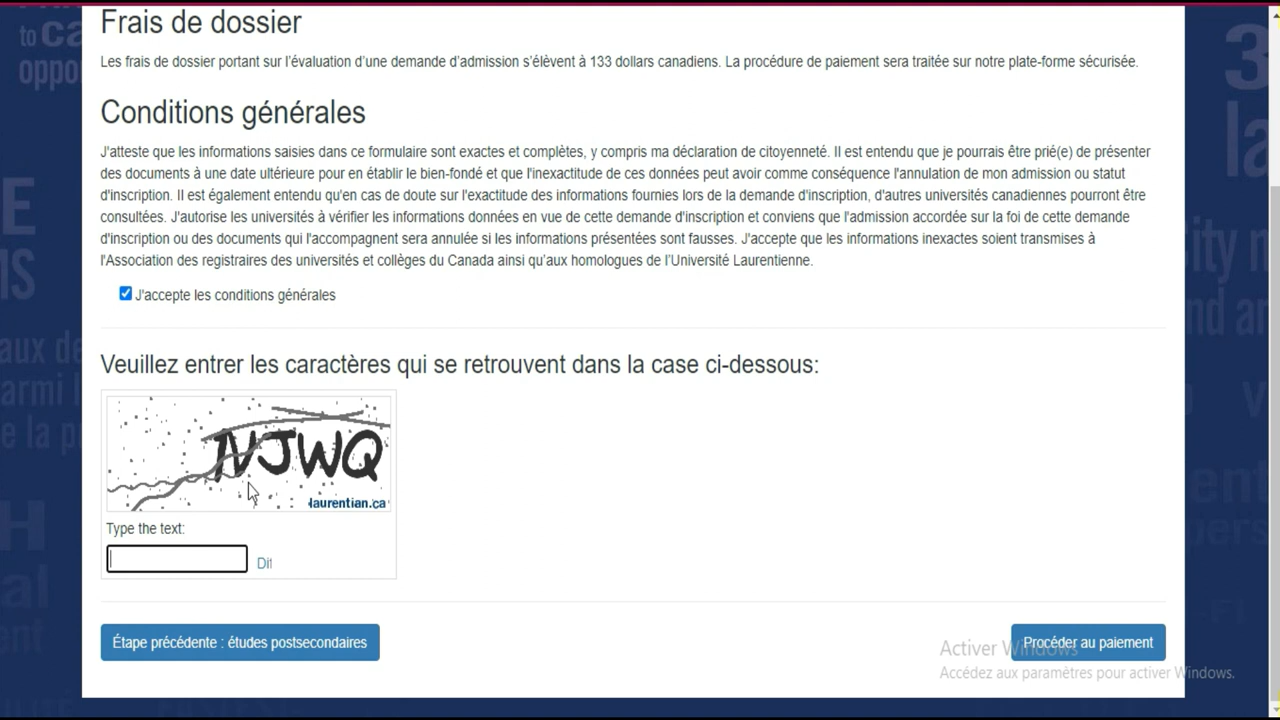 to ca
oppo
Frais de dossier
Les frais de dossier portant sur l’évaluation d’une demande d’admission s’élèvent à 133 dollars canadiens. La procédure de paiement sera traitée sur notre plate-forme sécurisée.
Conditions générales
J'atteste que les informations saisies dans ce formulaire sont exactes et complètes, y compris ma déclaration de citoyenneté. Il est entendu que je pourrais être prié(e) de présenter
des documents à une date ultérieure pour en établir le bien-fondé et que l'inexactitude de ces données peut avoir comme conséquence l'annulation de mon admission ou statut
d'inscription. Il est également entendu qu'en cas de doute sur l'exactitude des informations fournies lors de la demande d'inscription, d'autres universités canadiennes pourront être
consultées. J'autorise les universités à vérifier les informations données en vue de cette demande d'inscription et conviens que l'admission accordée sur la foi de cette demande
d'inscription ou des documents qui l'accompagnent sera annulée si les informations présentées sont fausses. J'accepte que les informations inexactes soient transmises à
l'Association des registraires des universités et collèges du Canada ainsi qu’aux homologues de l’Université Laurentienne.
J'accepte les conditions générales
Veuillez entrer les caractères qui se retrouvent dans la case ci-dessous:
laurentian.ca
Type the text:
Dit
Étape précédente : études postsecondaires
Procéder au paiement
Activer Windows
Accédez aux paramètres pour activer Windows.